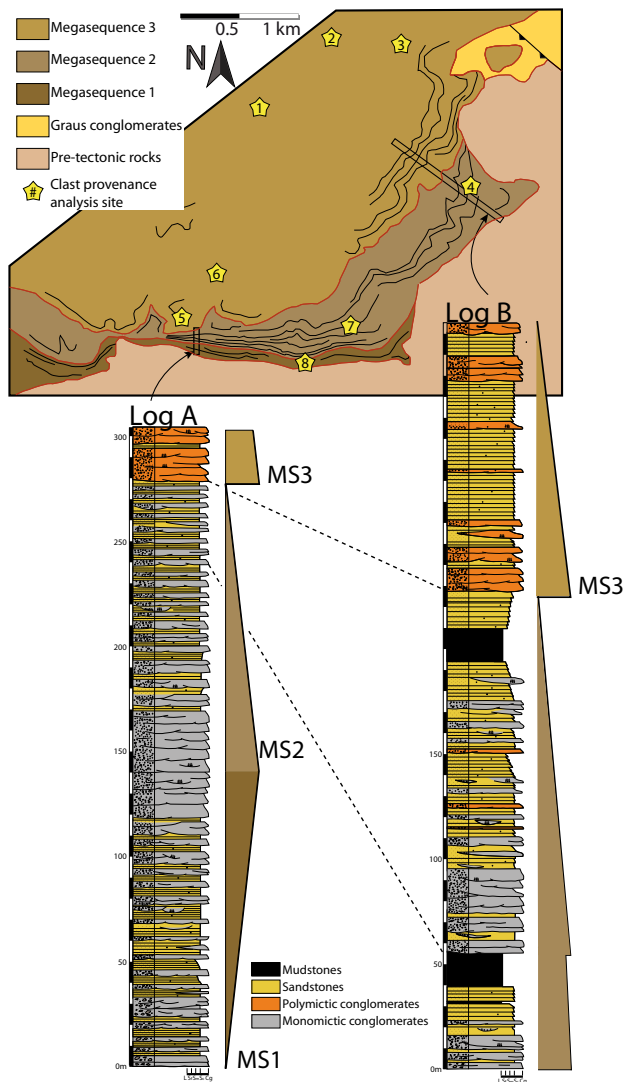 0 1 km
Megasequence 3
Megasequence 2
Megasequence 1
Graus conglomerates
Pre-tectonic rocks
# Clast provenance
analysis site
N
1
2
3
4
5
6
7
8
Log A
Log B
300
250
200
150
100
50
0m
MS3
MS2
MS1
150
100
50
0m
MS3
Mudstones
Sandstones
Polymictic conglomerates
Monomictic conglomerates